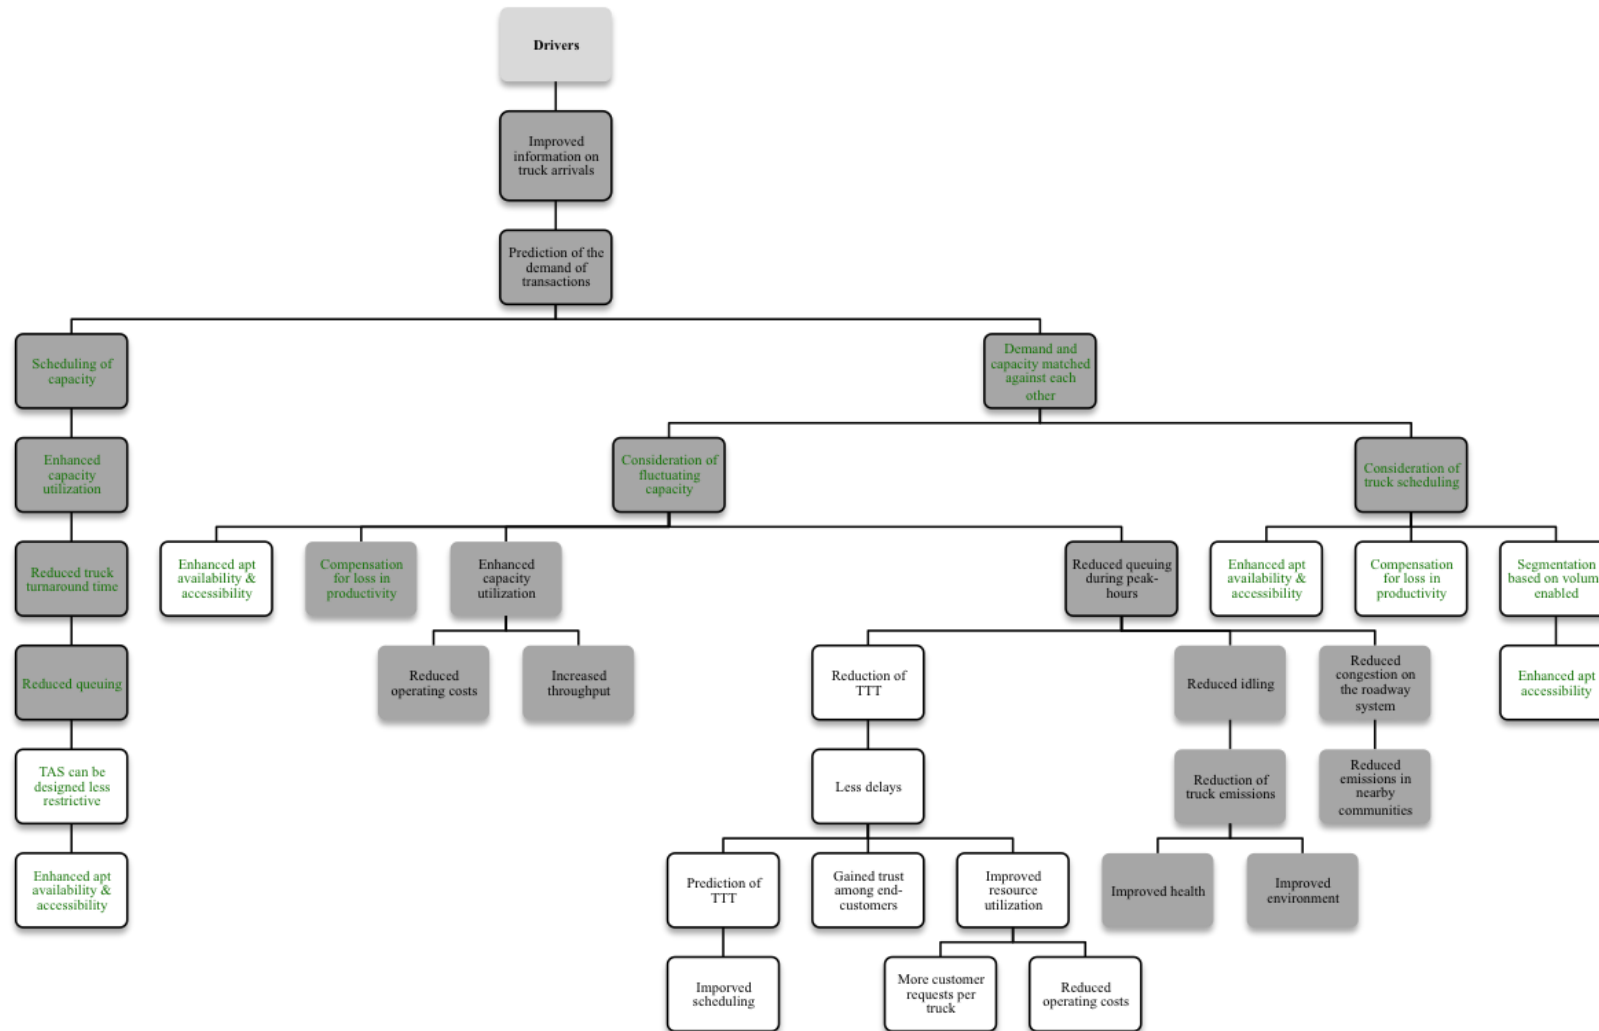 Drivers
Improved
information on
truck arrivals
Prediction of the
demand of
transactions
Scheduling of
capacity
Demand and
capacity matched
against each
other
Enhanced
capacity
utilization
Consideration of
fluctuating
capacity
Consideration of
truck scheduling
Reduced truck
turnaround time
Enhanced apt
availability &
accessibility
Compensation
for loss in
productivity
Enhanced
capacity
utilization
Reduced queuing
during peak-
hours
Enhanced apt
availability &
accessibility
Compensation
for loss in
productivity
Segmentation
based on volum
enabled
Reduced queuing
Reduced
operating costs
Increased
throughput
Reduction of
TTT
Reduced idling
Reduced
congestion on
the roadway
system
Enhanced apt
accessibility
TAS can be
designed less
restrictive
Less delays
Reduction of
truck emissions
Reduced
emissions in
nearby
communities
Enhanced apt
availability &
accessibility
Prediction of
TTT
Gained trust
among end-
customers
Improved
resource
utilization
Improved health
Improved
environment
Imporved
scheduling
More customer
requests per
truck
Reduced
operating costs